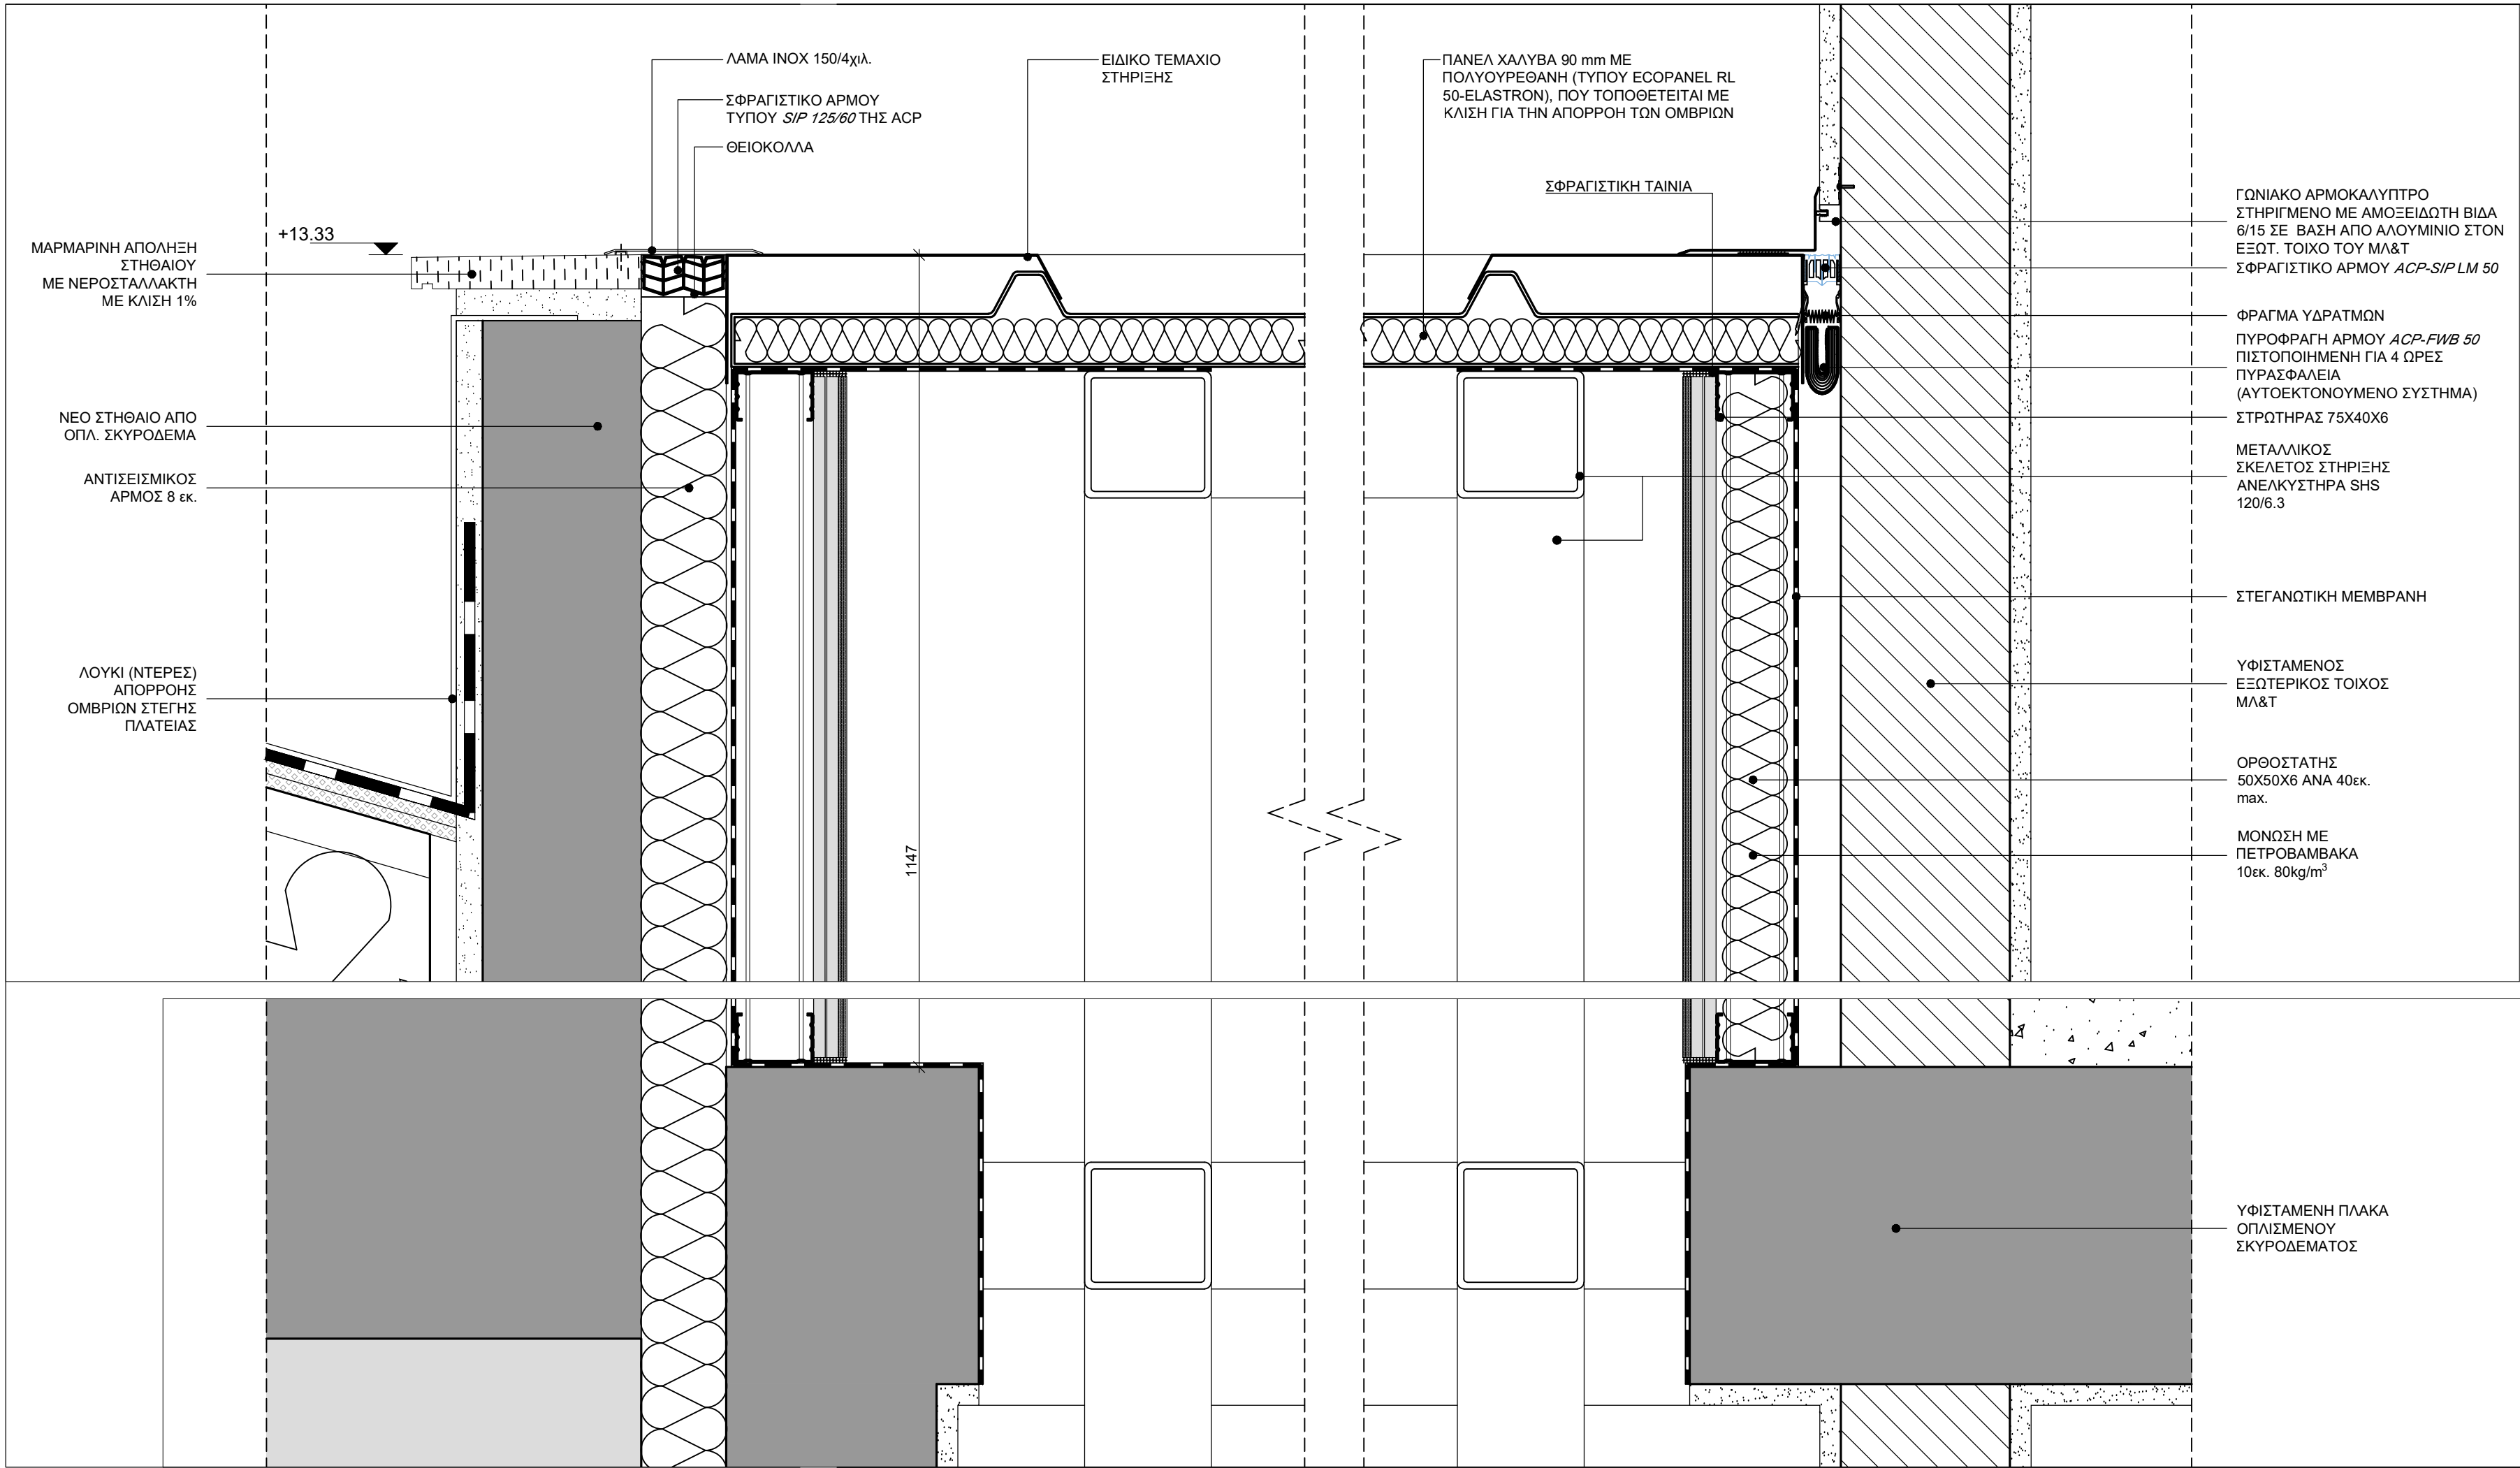 ΛΑΜΑ INOX 150/4χιλ.
ΣΦΡΑΓΙΣΤΙΚΟ ΑΡΜΟΥ
ΤΥΠΟΥ SIP 125/60 ΤΗΣ ACP
ΘΕΙΟΚΟΛΛΑ
ΕΙΔΙΚΟ ΤΕΜΑΧΙΟ
ΣΤΗΡΙΞΗΣ
ΠΑΝΕΛ ΧΑΛΥΒΑ 90 mm ΜΕ
ΠΟΛΥΟΥΡΕΘΑΝΗ (ΤΥΠΟΥ ECOPANEL RL
50-ELASTRON), ΠΟΥ ΤΟΠΟΘΕΤΕΙΤΑΙ ΜΕ
ΚΛΙΣΗ ΓΙΑ ΤΗΝ ΑΠΟΡΡΟΗ ΤΩΝ ΟΜΒΡΙΩΝ
ΣΦΡΑΓΙΣΤΙΚΗ ΤΑΙΝΙΑ
+13.33
ΜΑΡΜΑΡΙΝΗ ΑΠΟΛΗΞΗ
ΣΤΗΘΑΙΟΥ
ΜΕ ΝΕΡΟΣΤΑΛΛΑΚΤΗ
ΜΕ ΚΛΙΣΗ 1%
ΝΕΟ ΣΤΗΘΑΙΟ ΑΠΟ
ΟΠΛ. ΣΚΥΡΟΔΕΜΑ
ΑΝΤΙΣΕΙΣΜΙΚΟΣ
ΑΡΜΟΣ 8 εκ.
ΛΟΥΚΙ (ΝΤΕΡΕΣ)
ΑΠΟΡΡΟΗΣ
ΟΜΒΡΙΩΝ ΣΤΕΓΗΣ
ΠΛΑΤΕΙΑΣ
1147
ΓΩΝΙΑΚΟ ΑΡΜΟΚΑΛΥΠΤΡΟ
ΣΤΗΡΙΓΜΕΝΟ ΜΕ ΑΜΟΞΕΙΔΩΤΗ ΒΙΔΑ
6/15 ΣΕ ΒΑΣΗ ΑΠΟ ΑΛΟΥΜΙΝΙΟ ΣΤΟΝ
ΕΞΩΤ. ΤΟΙΧΟ ΤΟΥ ΜΛ&Τ
ΣΦΡΑΓΙΣΤΙΚΟ ΑΡΜΟΥ ACP-SIP LM 50
ΦΡΑΓΜΑ ΥΔΡΑΤΜΩΝ
ΠΥΡΟΦΡΑΓΗ ΑΡΜΟΥ ACP-FWB 50
ΠΙΣΤΟΠΟΙΗΜΕΝΗ ΓΙΑ 4 ΩΡΕΣ
ΠΥΡΑΣΦΑΛΕΙΑ
(ΑΥΤΟΕΚΤΟΝΟΥΜΕΝΟ ΣΥΣΤΗΜΑ)
ΣΤΡΩΤΗΡΑΣ 75Χ40Χ6
ΜΕΤΑΛΛΙΚΟΣ
ΣΚΕΛΕΤΟΣ ΣΤΗΡΙΞΗΣ
ΑΝΕΛΚΥΣΤΗΡΑ SHS
120/6.3
ΣΤΕΓΑΝΩΤΙΚΗ ΜΕΜΒΡΑΝΗ
ΥΦΙΣΤΑΜΕΝΟΣ
ΕΞΩΤΕΡΙΚΟΣ ΤΟΙΧΟΣ
ΜΛ&Τ
ΟΡΘΟΣΤΑΤΗΣ
50Χ50Χ6 ΑΝΑ 40εκ.
max.
ΜΟΝΩΣΗ ΜΕ
ΠΕΤΡΟΒΑΜΒΑΚΑ
10εκ. 80kg/m³
ΥΦΙΣΤΑΜΕΝΗ ΠΛΑΚΑ
ΟΠΛΙΣΜΕΝΟΥ
ΣΚΥΡΟΔΕΜΑΤΟΣ